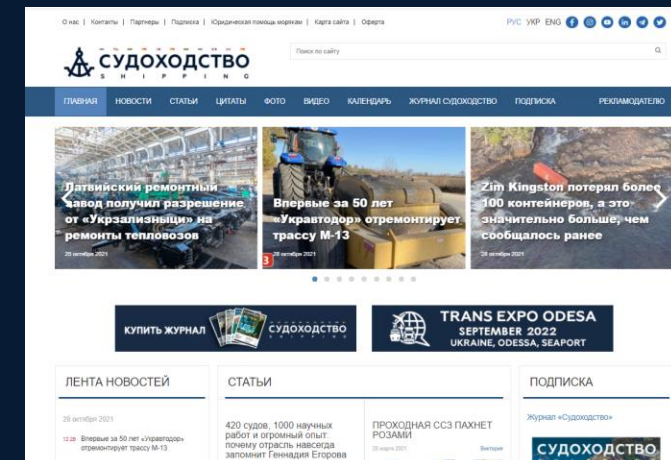 О нас | Контакты | Партнеры | Подписка | Юридическая помощь морякам | Карта сайта | Оферта
РУС УКР ENG
СУДОХОДСТВО
SHIPPING
Поиск по сайту
ГЛАВНАЯ НОВОСТИ СТАТЬИ ЦИТАТЫ ФОТО ВИДЕО КАЛЕНДАРЬ ЖУРНАЛ СУДОХОДСТВО ПОДПИСКА РЕКЛАМОДАТЕЛЮ
Латвийский ремонтный
завод получил разрешение
от «Укрзализныци» на
ремонты тепловозов
28 октября 2021
Впервые за 50 лет
«Укравтодор» отремонтирует
трассу М-13
28 октября 2021
Zim Kingston потерял более
100 контейнеров, а это
значительно больше, чем
сообщалось ранее
28 октября 2021
КУПИТЬ ЖУРНАЛ
СУДОХОДСТВО
SHIPPING
TRANS EXPO ODESA
SEPTEMBER 2022
UKRAINE, ODESSA, SEAPORT
ЛЕНТА НОВОСТЕЙ
28 октября 2021
12:29 Впервые за 50 лет «Укравтодор»
отремонтирует трассу М-13
СТАТЬИ
420 судов, 1000 научных
работ и огромный опыт:
почему отрасль навсегда
запомнит Геннадия Егорова
ПРОХОДНАЯ ССЗ ПАХНЕТ
РОЗАМИ
Виктория
ПОДПИСКА
Журнал «Судоходство»
СУДОХОДСТВО